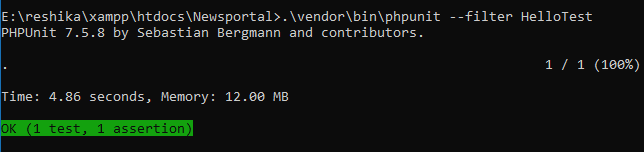 E:\reshika\xampp\htdocs\Newsportal>.\vendor\bin\phpunit --filter HelloTest
PHPUnit 7.5.8 by Sebastian Bergmann and contributors.
. 1 / 1 (100%)
Time: 4.86 seconds, Memory: 12.00 MB
OK (1 test, 1 assertion)